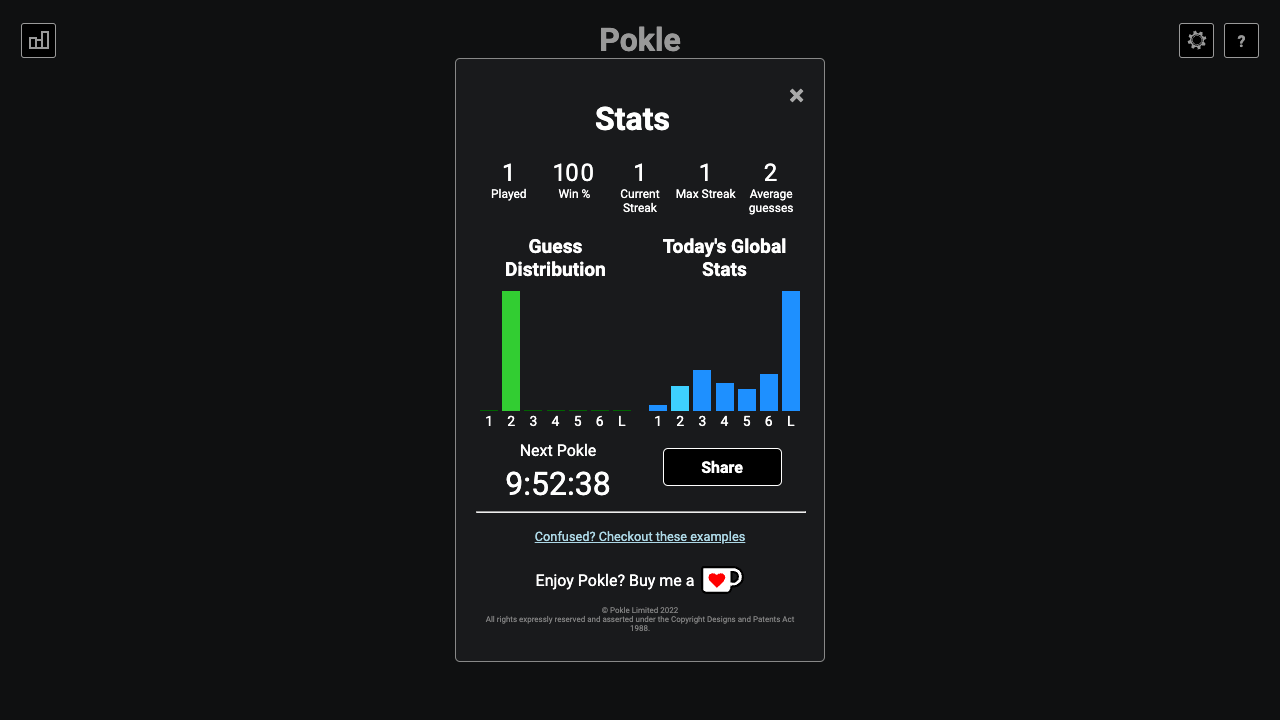 Pokle
?
Stats
1 100 1 1 2
Played Win % Current Streak Max Streak Average guesses
Guess Distribution
Today's Global Stats
1 2 3 4 5 6 L
1 2 3 4 5 6 L
Next Pokle
9:52:38
Share
Confused? Checkout these examples
Enjoy Pokle? Buy me a
© Pokle Limited 2022
All rights expressly reserved and asserted under the Copyright Designs and Patents Act
1988.